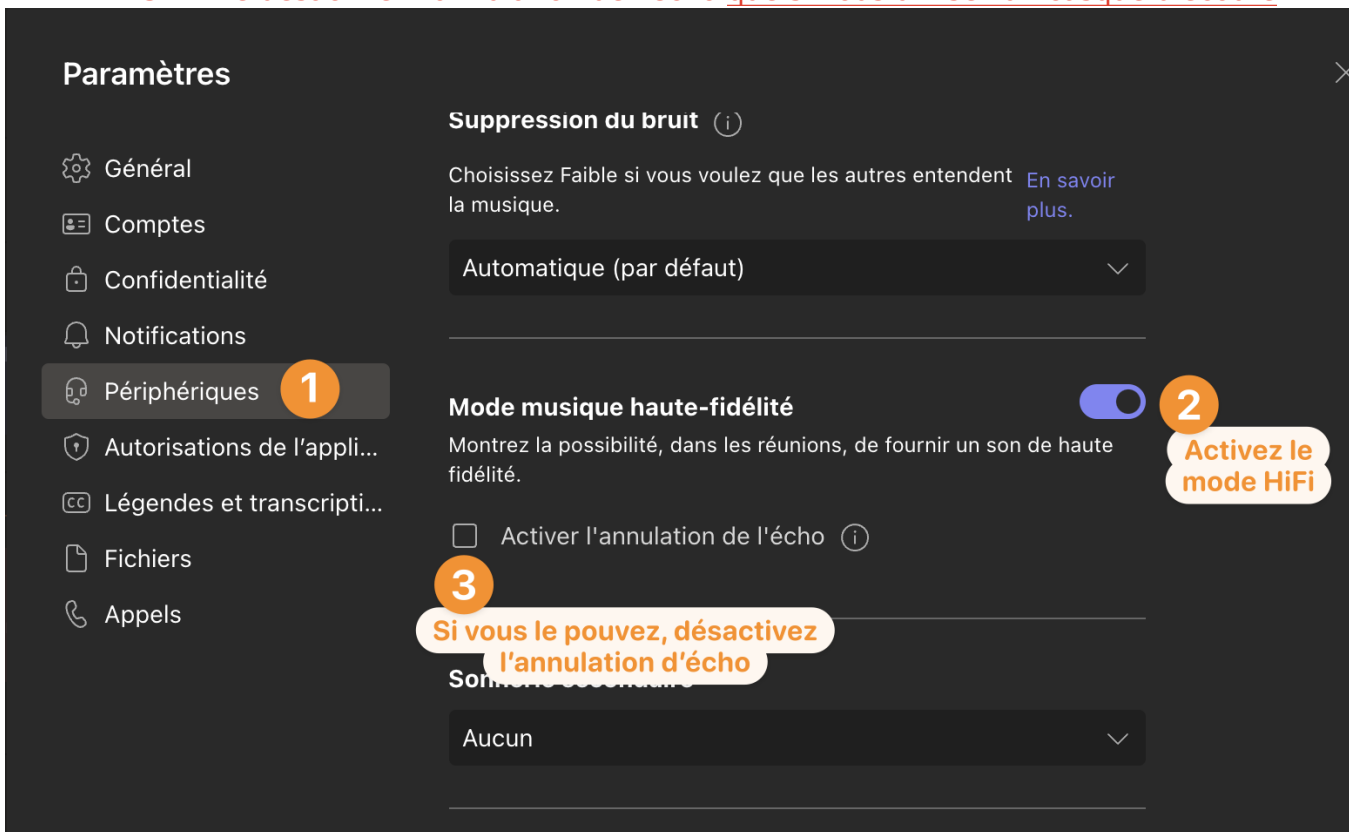 Paramètres
Général
Comptes
Confidentialité
Notifications
Périphériques 1
Autorisations de l'appli...
CC Légendes et transcripti...
Fichiers
Appels
Suppression du bruit
Choisissez Faible si vous voulez que les autres entendent
la musique.
En savoir
plus.
Automatique (par défaut)
Mode musique haute-fidélité
Montrez la possibilité, dans les réunions, de fournir un son de haute
fidélité.
2
Activez le
mode HiFi
Activer l'annulation de l'écho
3
Si vous le pouvez, désactivez
l'annulation d'écho
Aucun